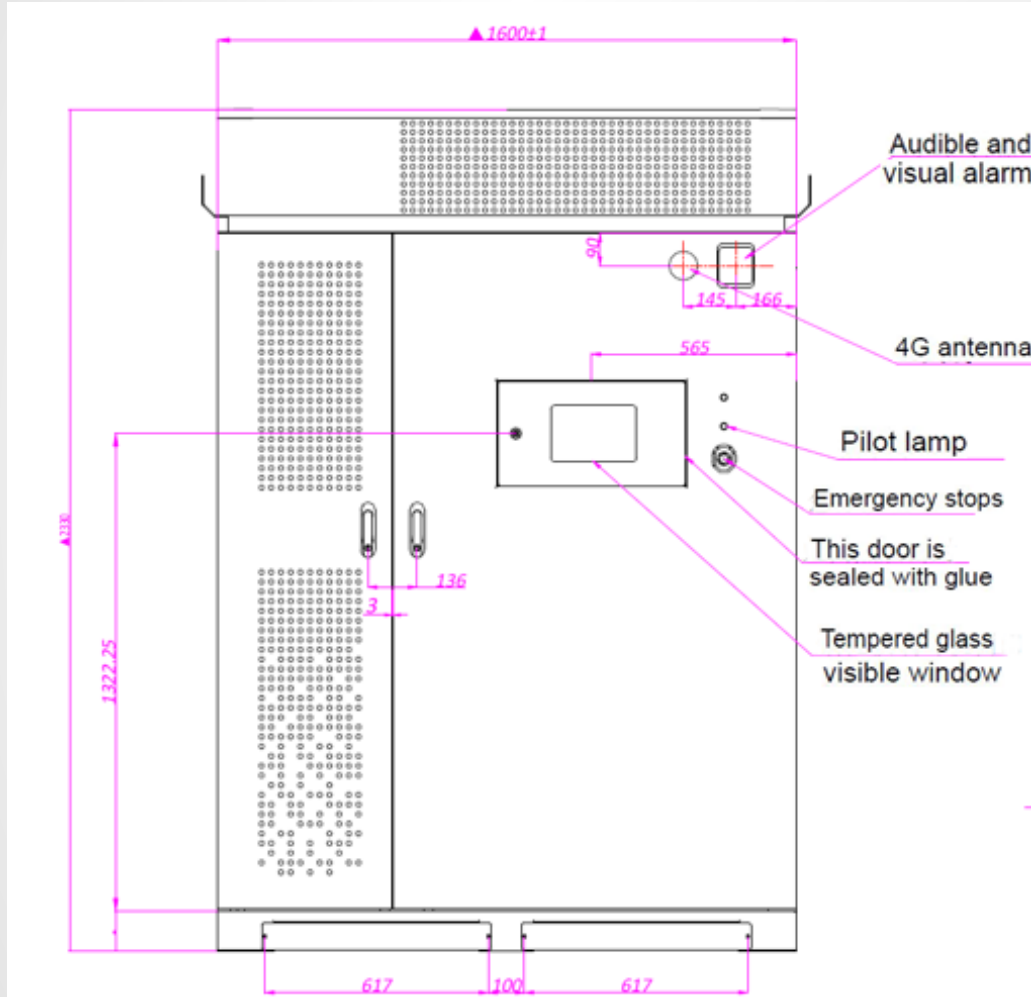 ▲1600±1
Audible and
visual alarm
90
145
166
4G antenna
565
Pilot lamp
Emergency stops
▲2330
This door is
sealed with glue
136
3
Tempered glass
visible window
1322.25
617
100
617